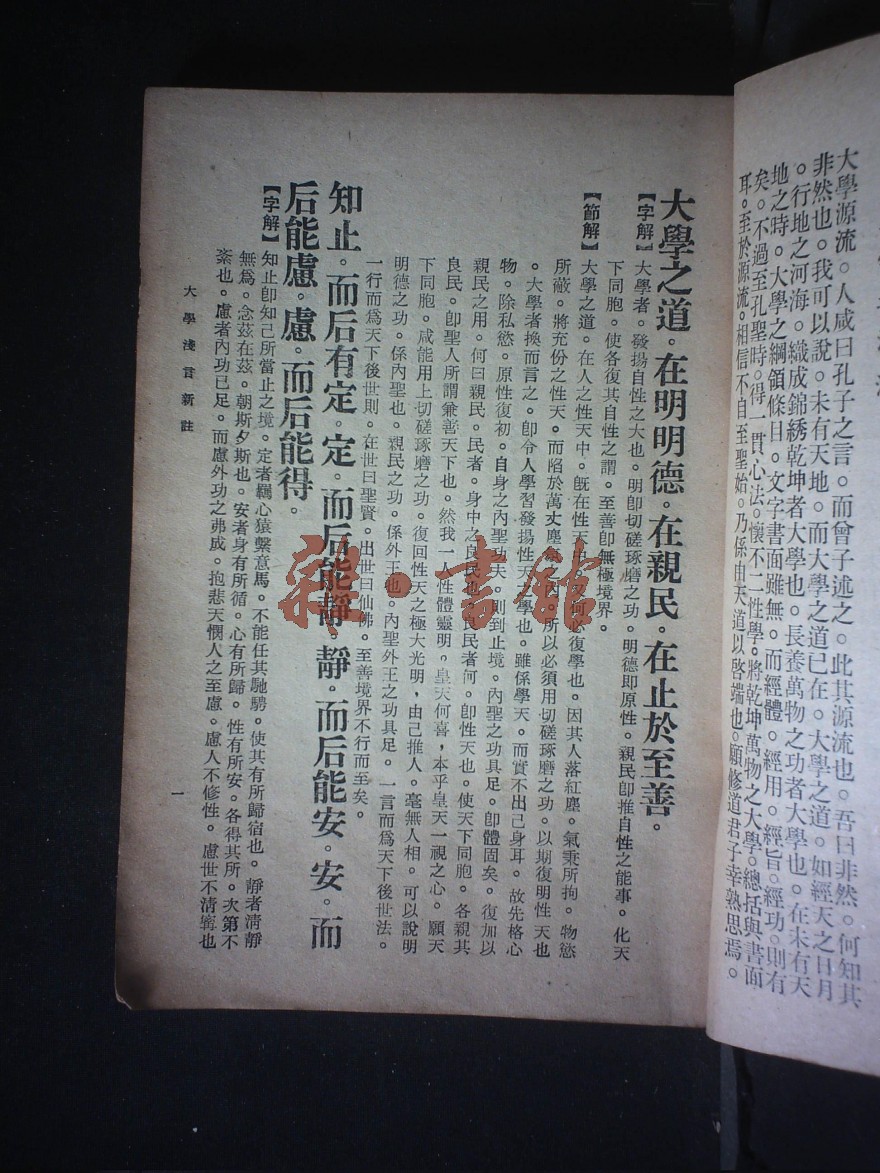 大學源流。人咸曰孔子之言。而曾子述之。此其源流也。吾曰非然。何知其
非然也。我可以說。未有天地。而大學之道已在。大學之道。如經天之日月
。行地之河海。織成錦綉乾坤者大學也。長養萬物之功者大學也。在未有天
地之時。大學之綱領條目。文字書面雖無。而經體。經用。經旨。經功。則有
矣。不過至孔聖時。得一貫心法。懷不二性學。將乾坤萬物之大學。總括與書面
耳。至於源流。相信不自至聖始。乃係由天道以啓端也。願修道君子幸熟思焉。
大學之道。在明明德。在親民。在止於至善。
【字解】大學者。發揚自性之大也。明卽切磋琢磨之功。明德卽原性。親民卽推自性之能事。化天
下同胞。使各復其自性之謂。至善卽無極境界。
【節解】大學之道。在人之性天中。旣在性天中。又何必復學也。因其人落紅塵。氣秉所拘。物慾
所蔽。將充份之性天。而陷於萬丈塵內。所以必須用切磋琢磨之功。以期復明性天也
。大學者換而言之。卽令人學習發揚性天之學也。雖係學天。而實不出己身耳。故先格心
物。除私慾。原性復初。自身之內聖功夫。則到止境。內聖之功具足。卽體固矣。復加以
親民之用。何曰親民。民者。身中之良民也。良民者何。卽性天也。使天下同胞。各親其
良民。卽聖人所謂兼善天下也。然我一人性體靈明。皇天何喜，本乎皇天一視之心。願天
下同胞。咸能用上切磋琢磨之功。復回性天之極大光明，由己推人。毫無人相。可以說明
明德之功。係內聖也。親民之功。係外王也。內聖外王之功具足。一言而爲天下後世法。
一行而爲天下後世則。在世曰聖賢。出世曰仙佛。至善境界不行而至矣。
知止。而后有定。定。而后能靜。靜。而后能安。安。而
后能慮。慮。而后能得。
【字解】知止卽知己所當止之境。定者羈心猿繫意馬。不能任其馳騁。使其有所歸宿也。靜者清靜
無爲。念茲在茲。朝斯夕斯也。安者身有所循。心有所歸。性有所安。各得其所。次第不
紊也。慮者內功已足。而慮外功之弗成。抱悲天憫人之至慮。慮人不修性。慮世不清寗也
大學淺言新註
一
雜·書館